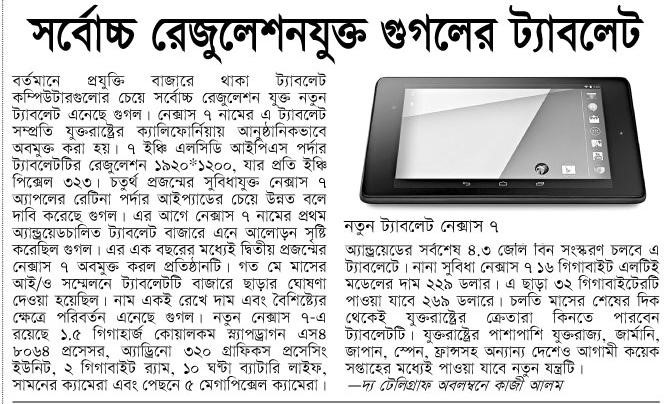 সর্বোচ্চ রেজুলেশনযুক্ত গুগলের ট্যাবলেট
বর্তমানে প্রযুক্তি বাজারে থাকা ট্যাবলেট
কম্পিউটারগুলোর চেয়ে সর্বোচ্চ রেজুলেশন যুক্ত নতুন
ট্যাবলেট এনেছে গুগল। নেক্সাস ৭ নামের এ ট্যাবলেট
সম্প্রতি যুক্তরাষ্ট্রের ক্যালিফোর্নিয়ায় আনুষ্ঠানিকভাবে
অবমুক্ত করা হয়। ৭ ইঞ্চি এলসিডি এইচডি আইপিএস পর্দার
ট্যাবলেটটির রেজুলেশন ১৯২০*১২০০, যার প্রতি ইঞ্চি
পিক্সেল ৩২৩। চতুর্থ প্রজন্মের সুবিধাযুক্ত নেক্সাস ৭
অ্যাপলের রেটিনা পর্দার আইপ্যাডের চেয়ে উন্নত বলে
দাবি করেছে গুগল। এর আগে নেক্সাস ৭ নামের প্রথম
অ্যান্ড্রয়েডচালিত ট্যাবলেট বাজারে এনে আলোড়ন সৃষ্টি
করেছিল গুগল। এর এক বছরের মধ্যেই দ্বিতীয় প্রজন্মের
নেক্সাস ৭ অবমুক্ত করল প্রতিষ্ঠানটি। গত মে মাসের
আই/ও সম্মেলনে ট্যাবলেটটি বাজারে ছাড়ার ঘোষণা
দেওয়া হয়েছিল। নাম একই রেখে দাম এবং বৈশিষ্ট্যের
ক্ষেত্রে পরিবর্তন এনেছে গুগল। নতুন নেক্সাস ৭-এ
রয়েছে ১.৫ গিগাহার্জ কোয়ালকম স্ন্যাপড্রাগন এস৪
৮০৬৪ প্রসেসর, অ্যাড্রিনো ৩২০ গ্রাফিকস প্রসেসিং
ইউনিট, ২ গিগাবাইট র‍্যাম, ১০ ঘণ্টা ব্যাটারি লাইফ,
সামনের ক্যামেরা এবং পেছনে ৫ মেগাপিক্সেল ক্যামেরা।
নতুন ট্যাবলেট নেক্সাস ৭
অ্যান্ড্রয়েডের সর্বশেষ ৪.৩ জেলি বিন সংস্করণ চলবে এ
ট্যাবলেটে। নানা সুবিধা নেক্সাস ৭ ১৬ গিগাবাইট এলটিই
মডেলের দাম ২২৯ ডলার। এ ছাড়া ৩২ গিগাবাইটেরটি
পাওয়া যাবে ২৬৯ ডলারে। চলতি মাসের শেষের দিক
থেকেই যুক্তরাষ্ট্রের ক্রেতারা কিনতে পারবেন
ট্যাবলেটটি। যুক্তরাষ্ট্রের পাশাপাশি যুক্তরাজ্য, জার্মানি,
জাপান, স্পেন, ফ্রান্সসহ অন্যান্য দেশেও আগামী কয়েক
সপ্তাহের মধ্যেই পাওয়া যাবে নতুন যন্ত্রটি।
—দ্য টেলিগ্রাফ অবলম্বনে কাজী আলম